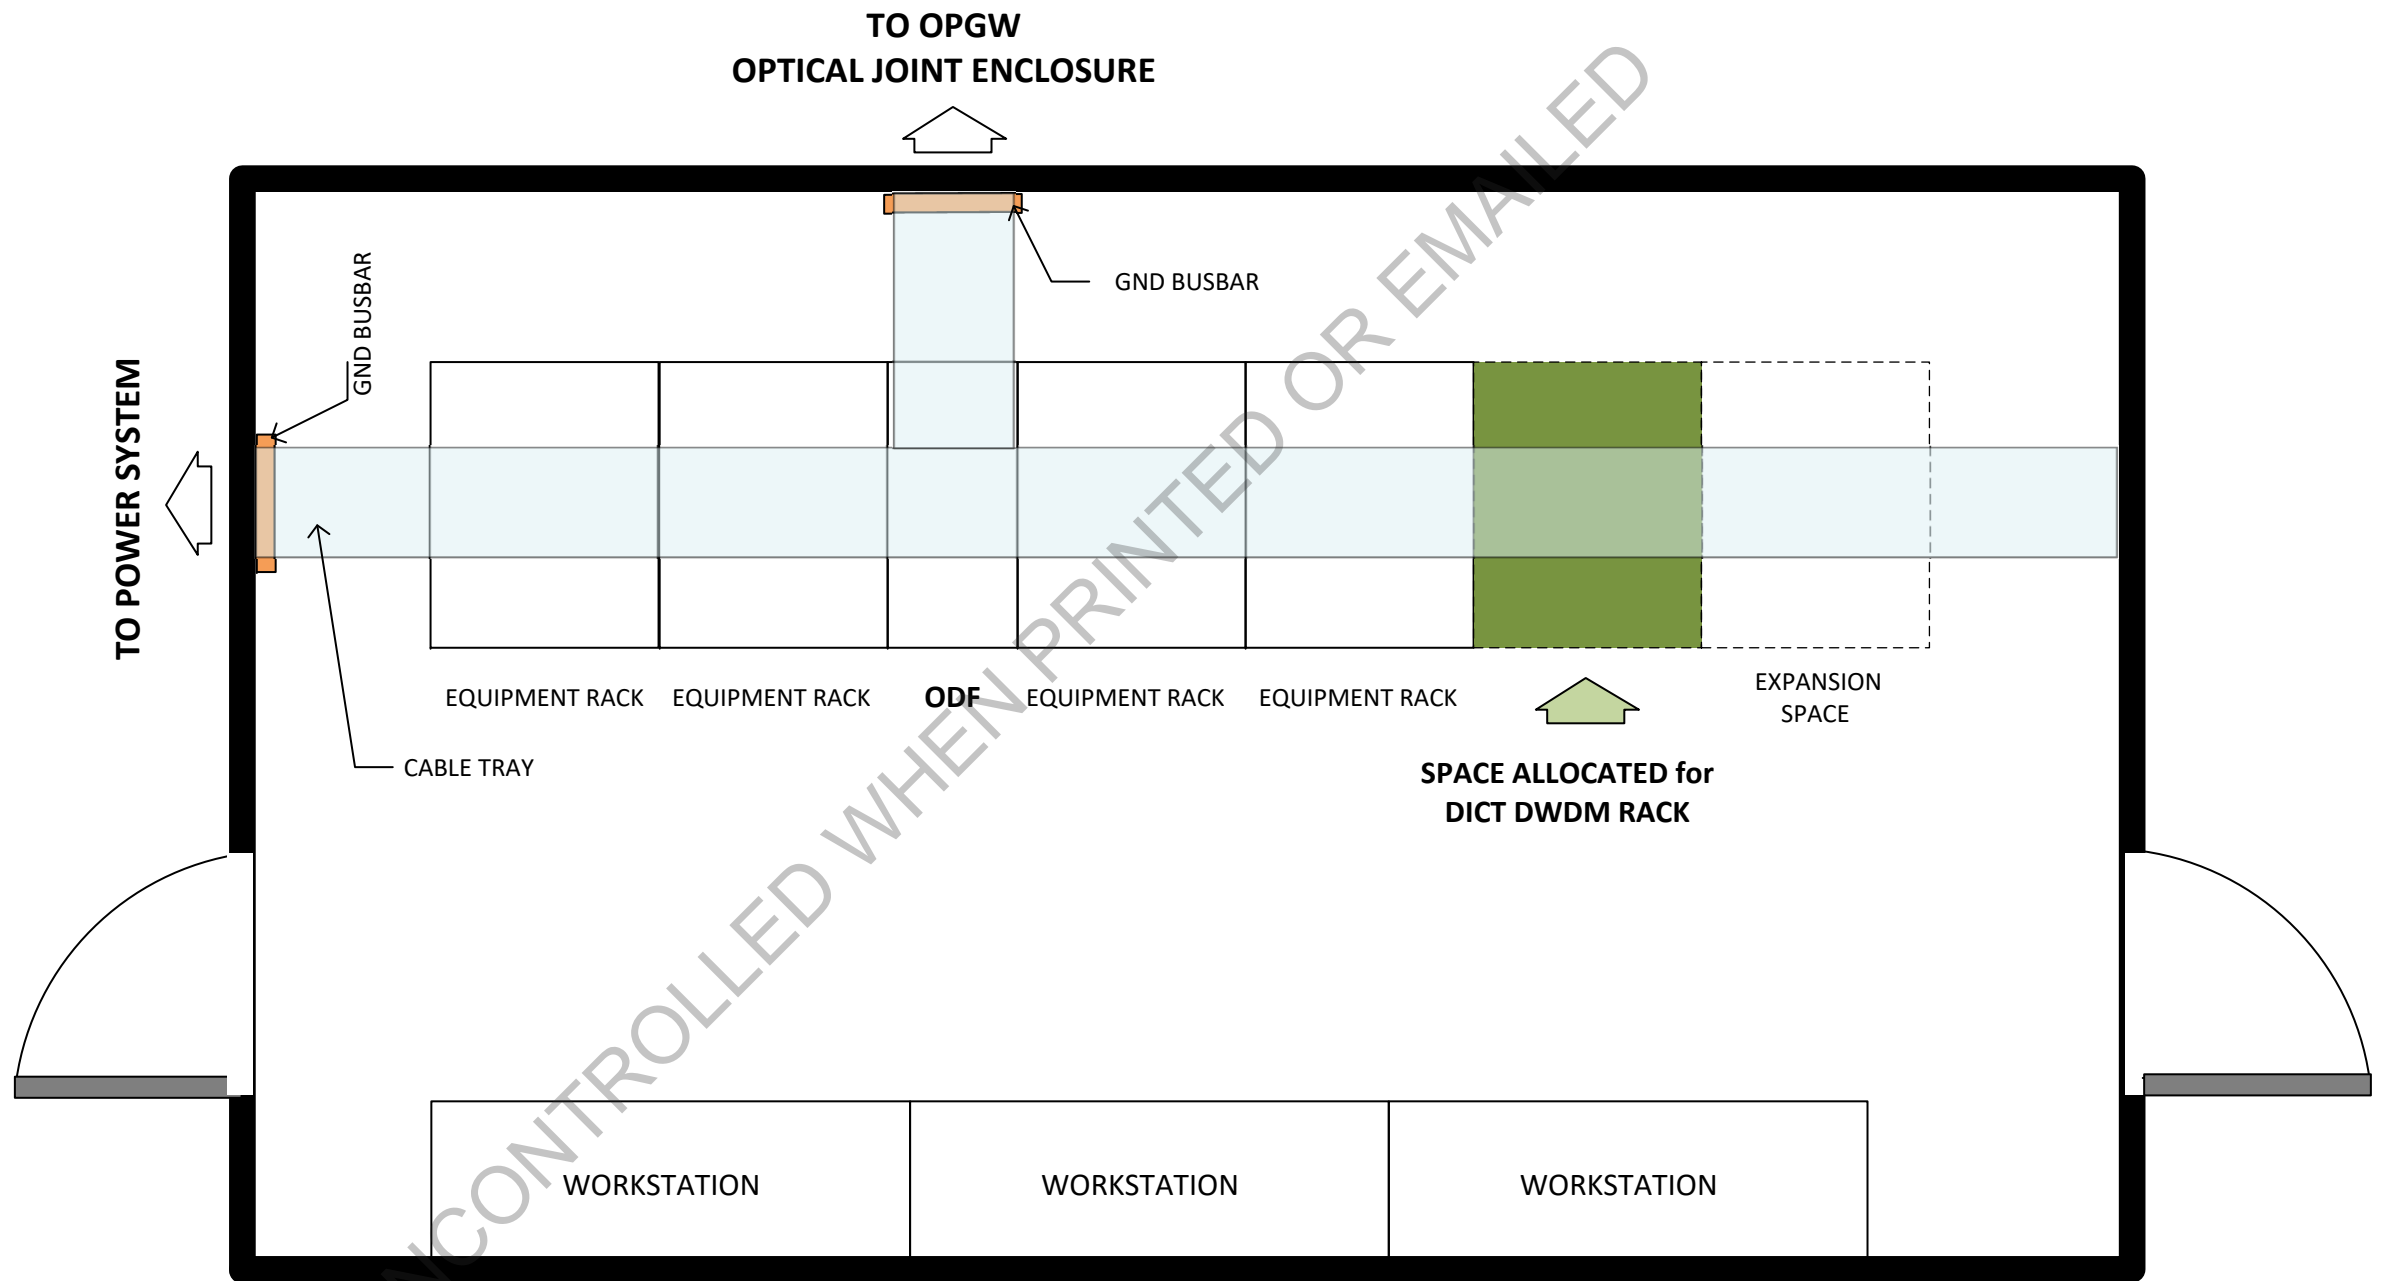 TO OPGW
OPTICAL JOINT ENCLOSURE
GND BUSBAR
GND BUSBAR
TO POWER SYSTEM
EQUIPMENT RACK
EQUIPMENT RACK
ODF
EQUIPMENT RACK
EQUIPMENT RACK
EXPANSION
SPACE
CABLE TRAY
SPACE ALLOCATED for
DICT DWDM RACK
WORKSTATION
WORKSTATION
WORKSTATION
NCONTROLLED WHEN PRINTED OR EMAILED